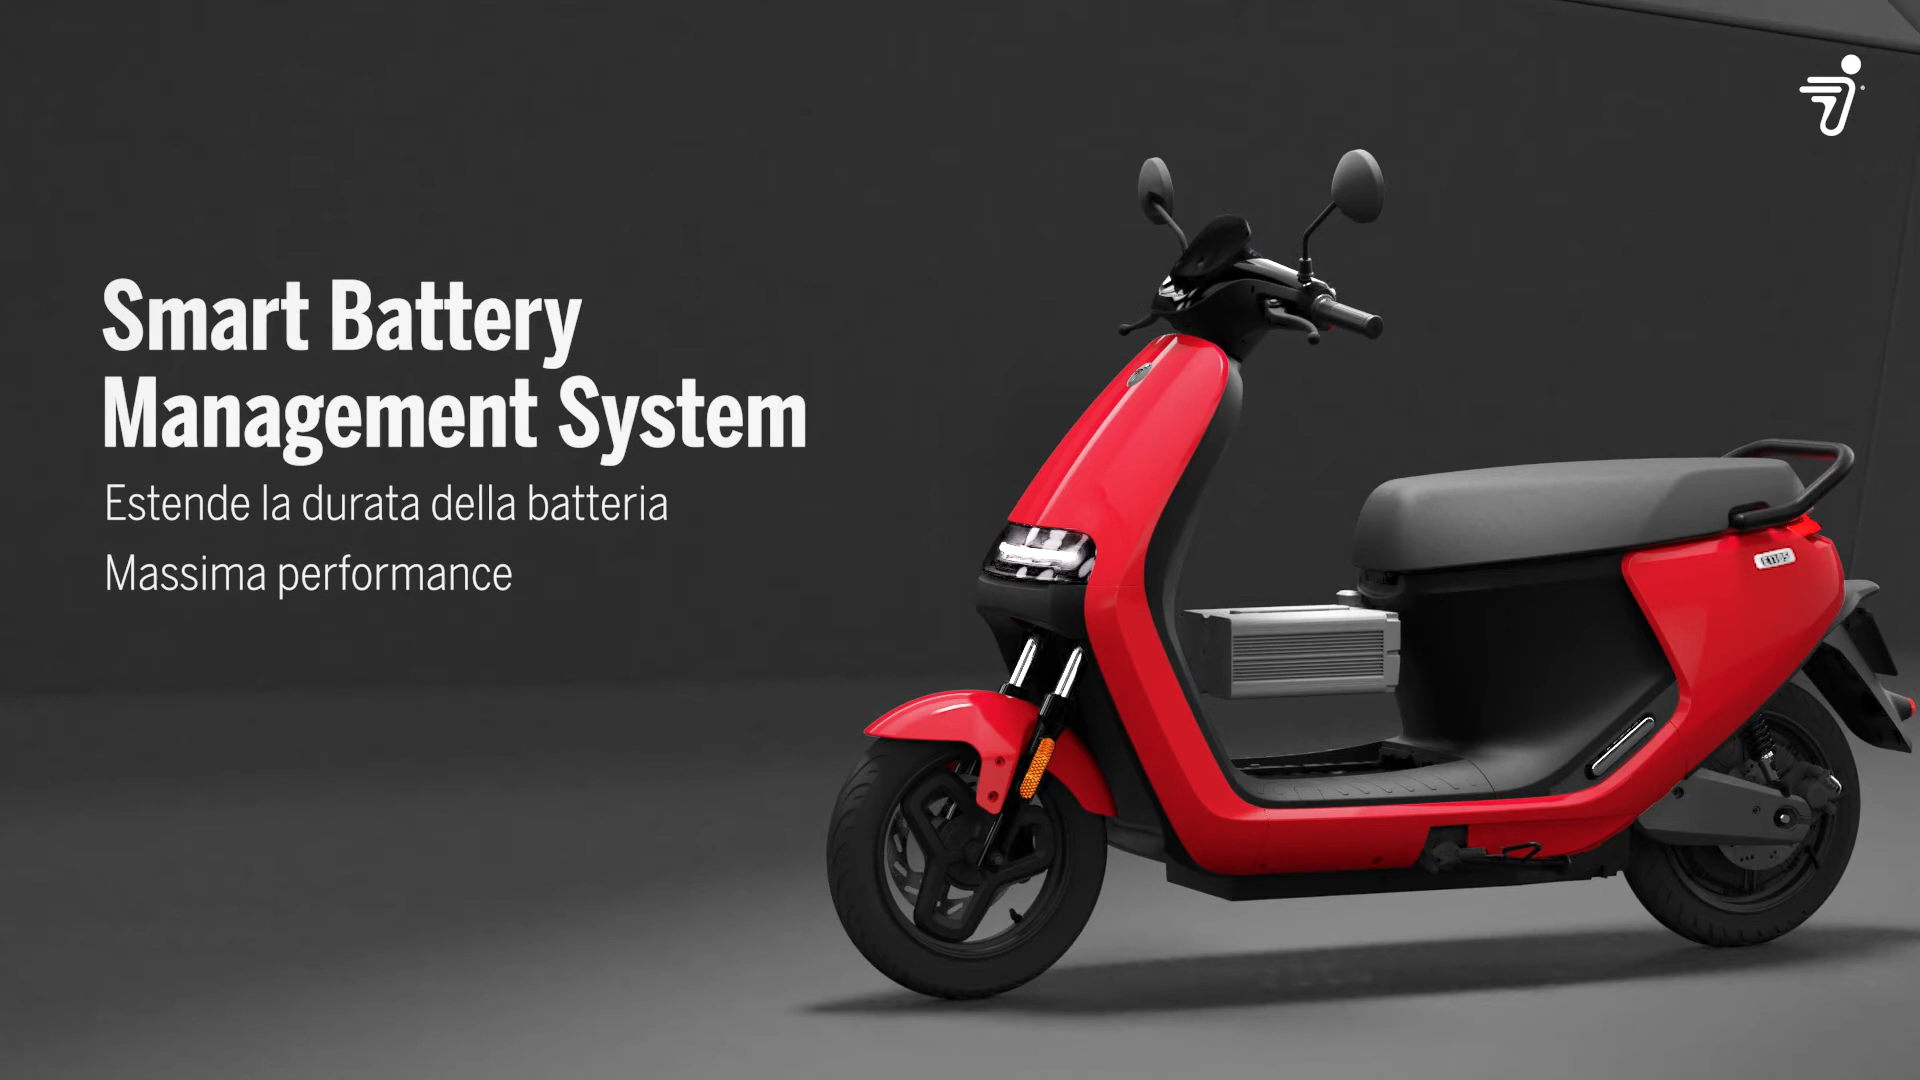 Smart Battery
Management System
Estende la durata della batteria
Massima performance